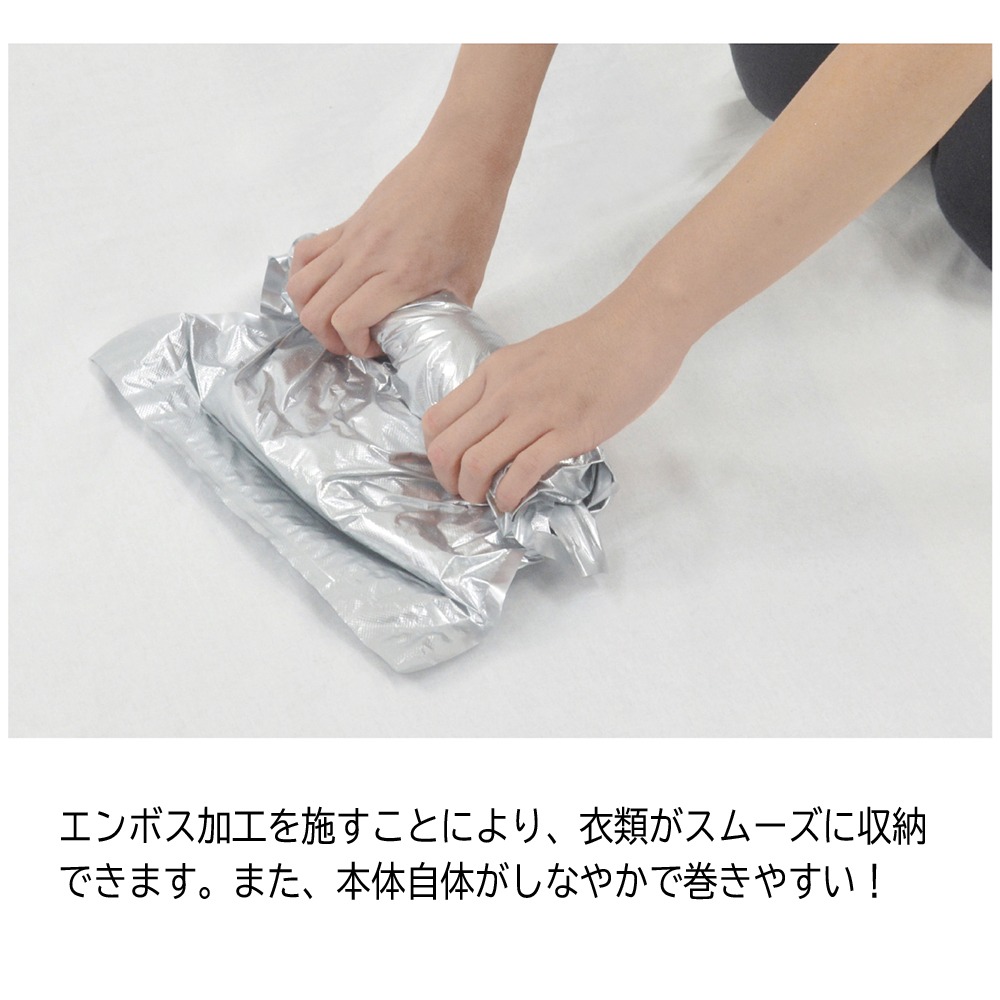 エンボス加工を施すことにより、衣類がスムーズに収納
できます。また、本体自体がしなやかで巻きやすい！